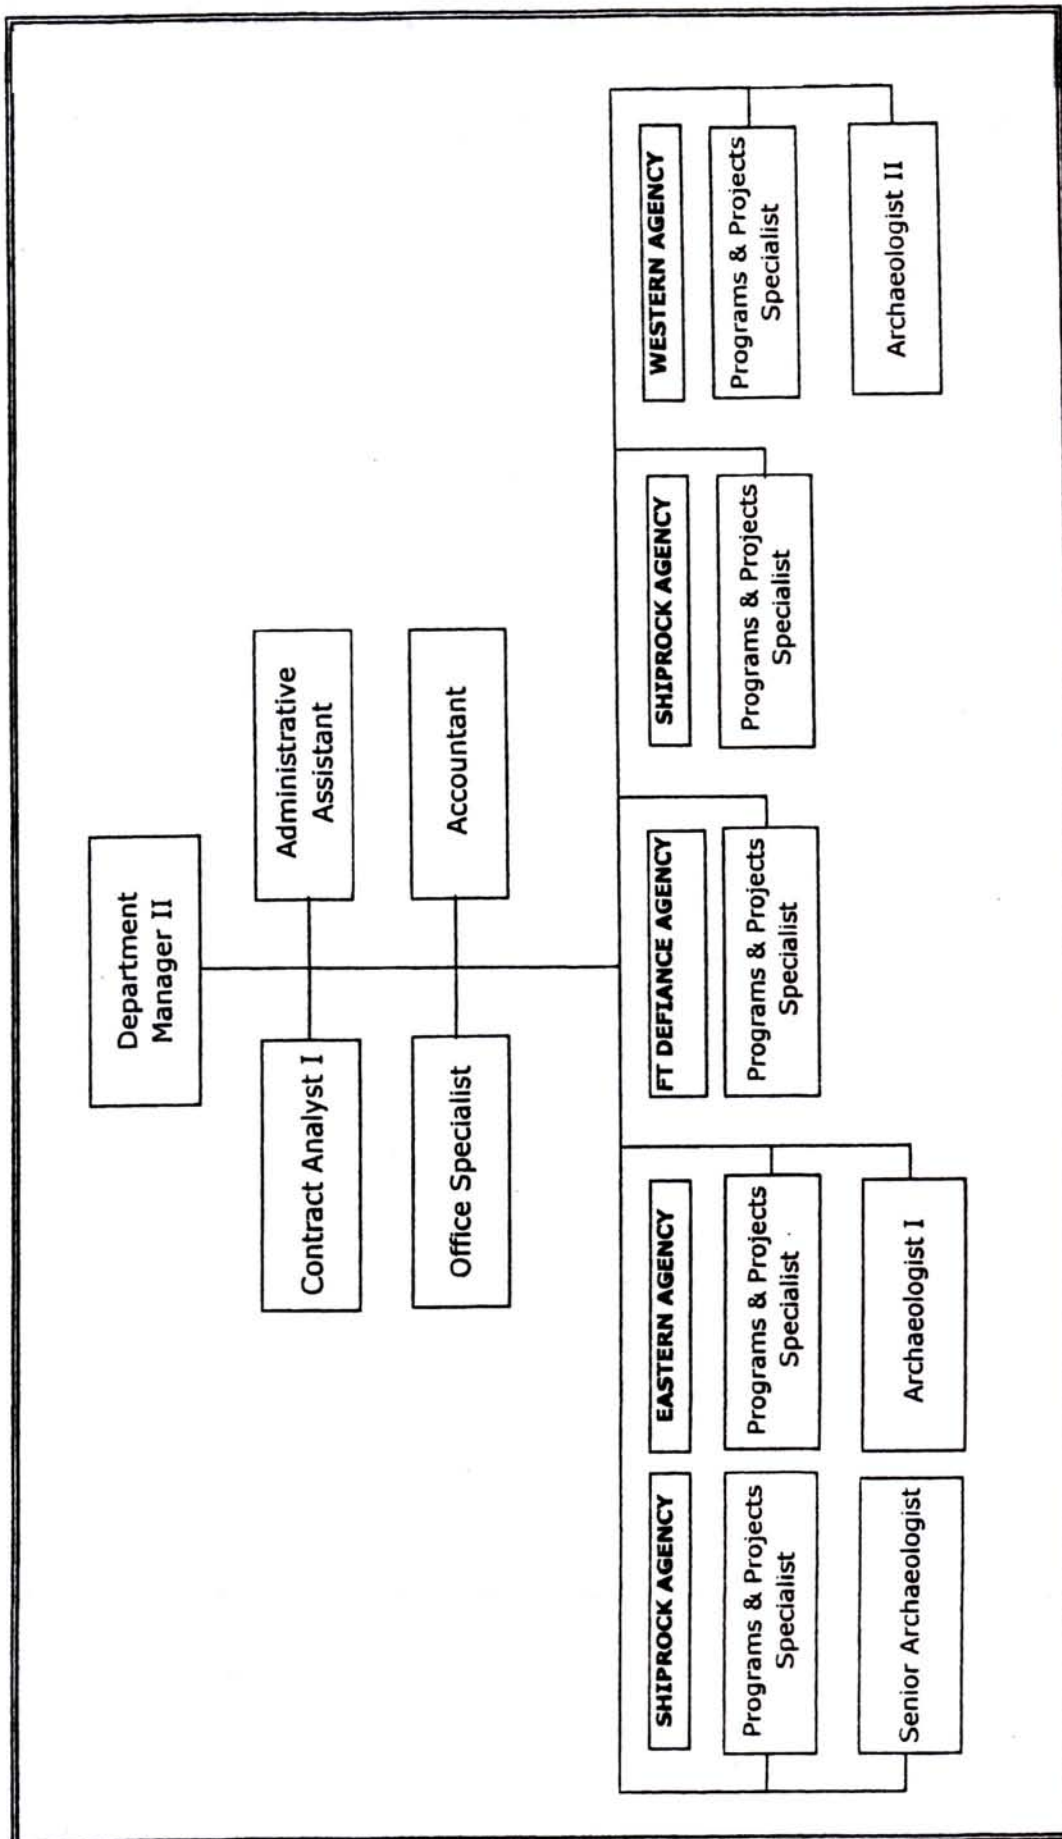 Department
Manager II
Contract Analyst I
Administrative
Assistant
Office Specialist
Accountant
SHIPROCK AGENCY
Programs & Projects
Specialist
Senior Archaeologist
EASTERN AGENCY
Programs & Projects
Specialist
Archaeologist I
FT DEFIANCE AGENCY
Programs & Projects
Specialist
SHIPROCK AGENCY
Programs & Projects
Specialist
WESTERN AGENCY
Programs & Projects
Specialist
Archaeologist II